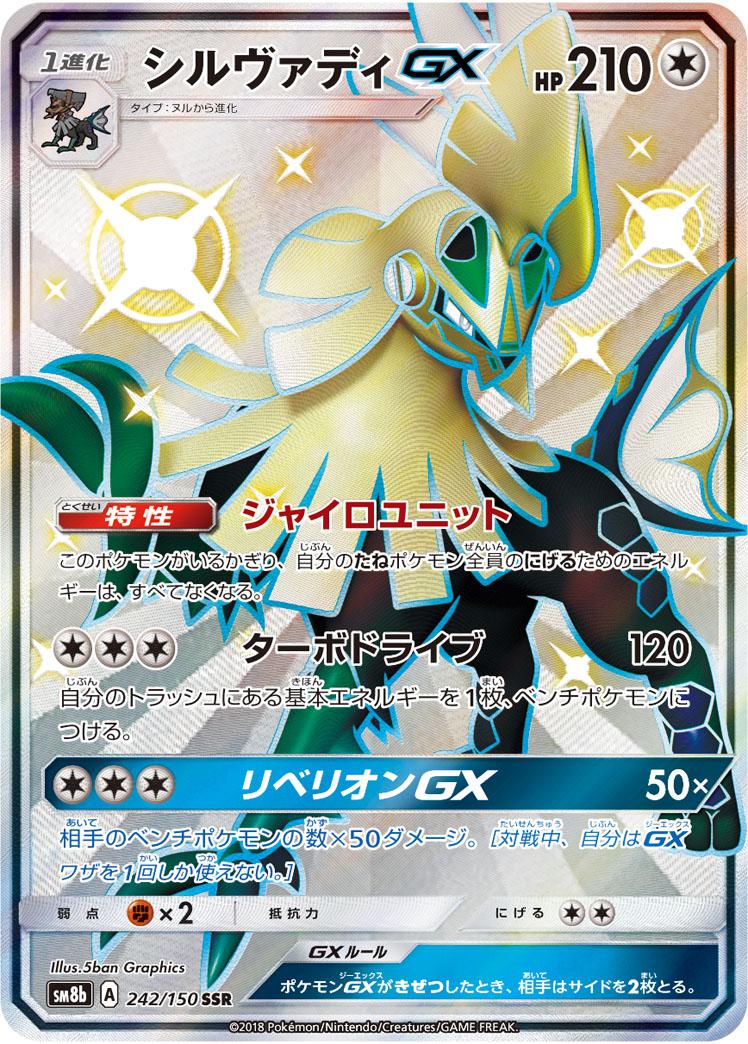 1進化 シルヴァディGX HP210
タイプ：ヌルから進化
とくせい 特性 ジャイロユニット
このポケモンがいるかぎり、自分のたねポケモン全員のにげるためのエネル
ギーは、すべてなくなる。
ターボドライブ 120
自分のトラッシュにある基本エネルギーを1枚、ベンチポケモンに
つける。
リベリオンGX 50×
相手のベンチポケモンの数×50ダメージ。[対戦中、自分はGX
ワザを1回しか使えない。]
弱点 ×2 抵抗力 にげる
GXルール
ポケモンGXがきぜつしたとき、相手はサイドを2枚とる。
Illus.5ban Graphics
SM8b A 242/150 SSR
©2018 Pokémon/Nintendo/Creatures/GAME FREAK.